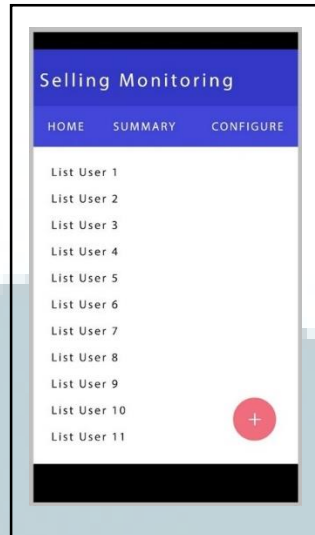 Selling Monitoring
HOME SUMMARY CONFIGURE
List User 1
List User 2
List User 3
List User 4
List User 5
List User 6
List User 7
List User 8
List User 9
List User 10
List User 11
+